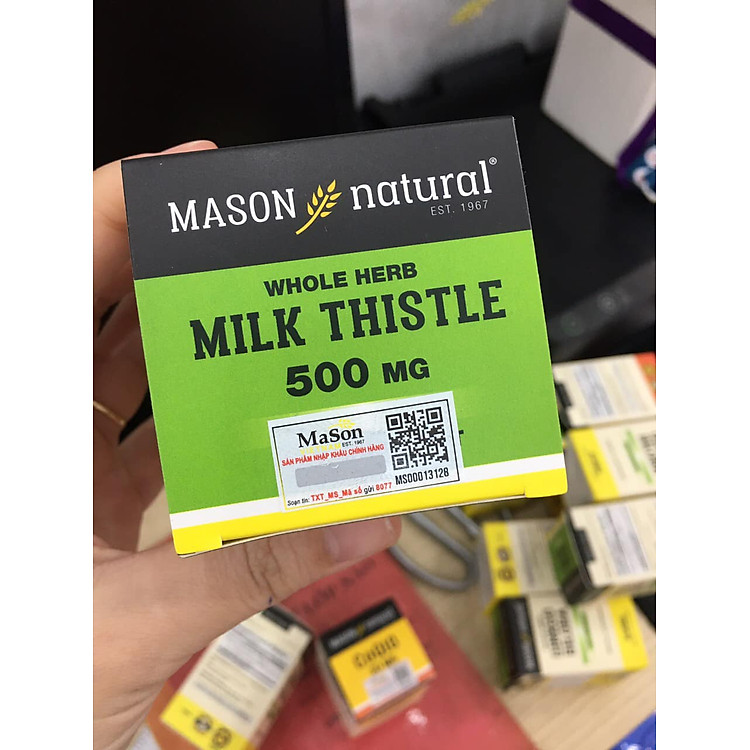 MASON natural®
EST. 1967
WHOLE HERB
MILK THISTLE
500 MG
MaSon
EST. 1967
SẢN PHẨM NHẬP KHẨU CHÍNH HÃNG
Soạn tin: TXT_MS_Mã số gửi 8077
MS00013128
CoQ10